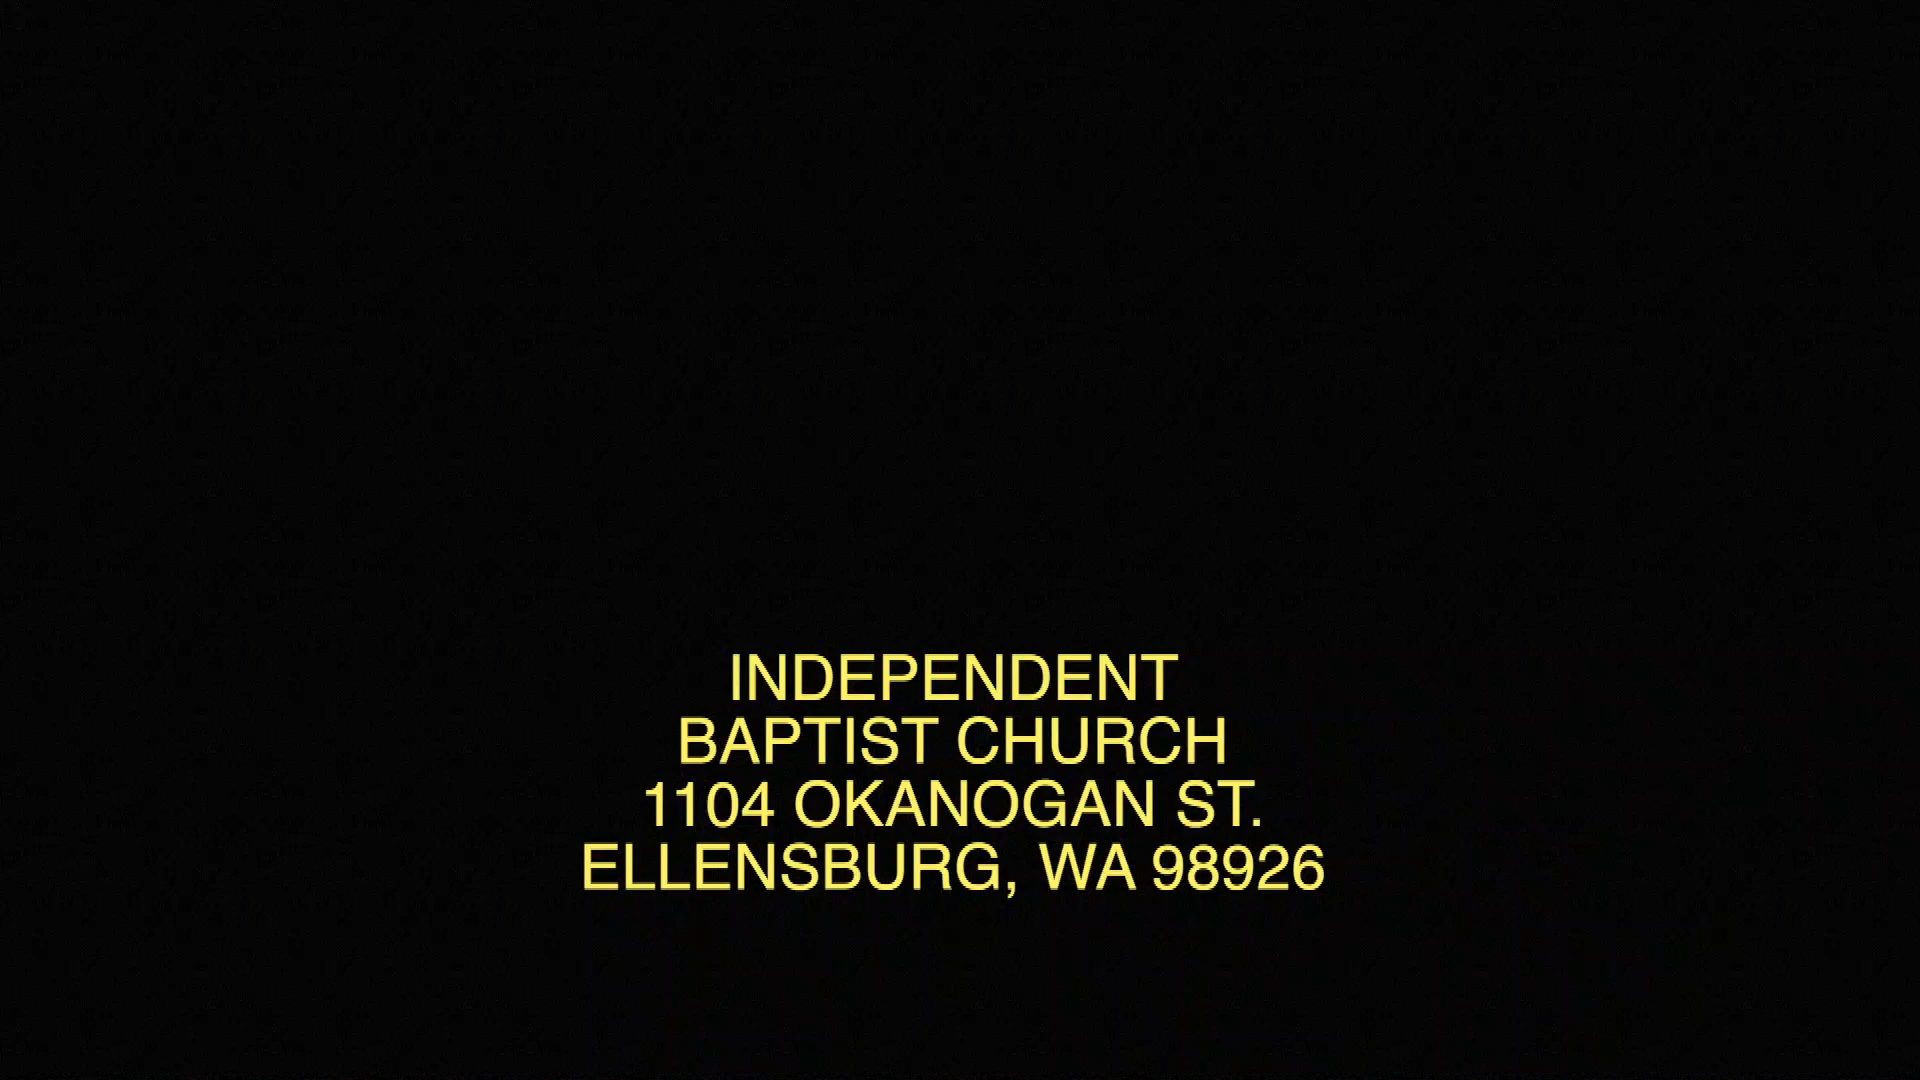 INDEPENDENT
BAPTIST CHURCH
1104 OKANOGAN ST.
ELLENSBURG, WA 98926